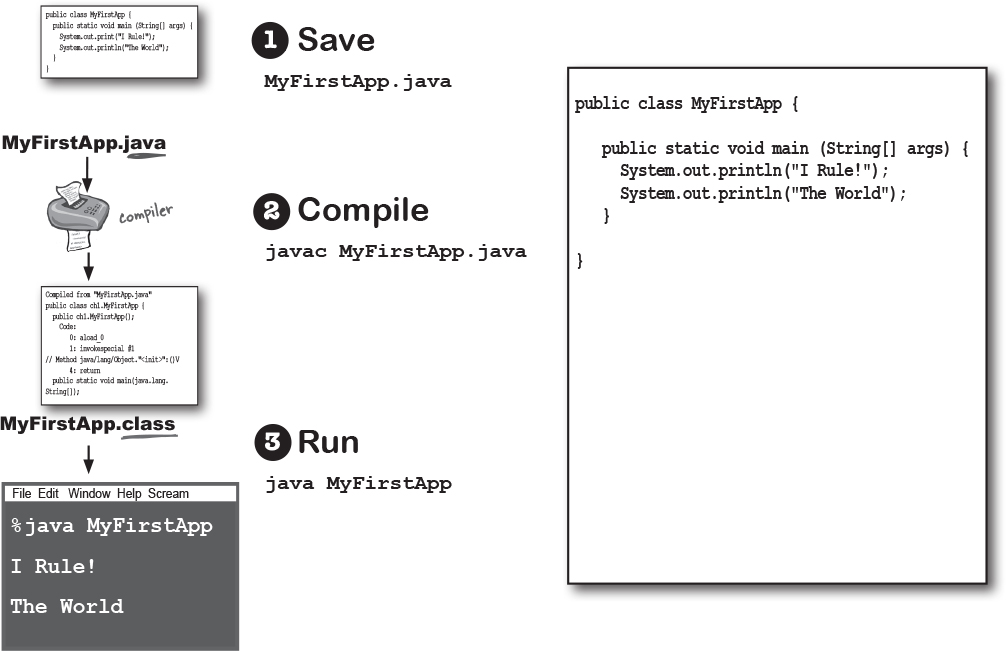 public class MyFirstApp {
public static void main (String[] args) {
System.out.print("I Rule!");
System.out.println("The World");
}
}
MyFirstApp.java
compiler
Compiled from "MyFirstApp.java"
public class ch1.MyFirstApp {
public ch1.MyFirstApp();
Code:
0: aload_0
1: invokespecial #1
// Method java/lang/Object."<init>":()V
4: return
public static void main(java.lang.
String[]);
MyFirstApp.class
File Edit Window Help Scream
%java MyFirstApp
I Rule!
The World
1 Save
MyFirstApp.java
2 Compile
javac MyFirstApp.java
3 Run
java MyFirstApp
public class MyFirstApp {
public static void main (String[] args) {
System.out.println("I Rule!");
System.out.println("The World");
}
}